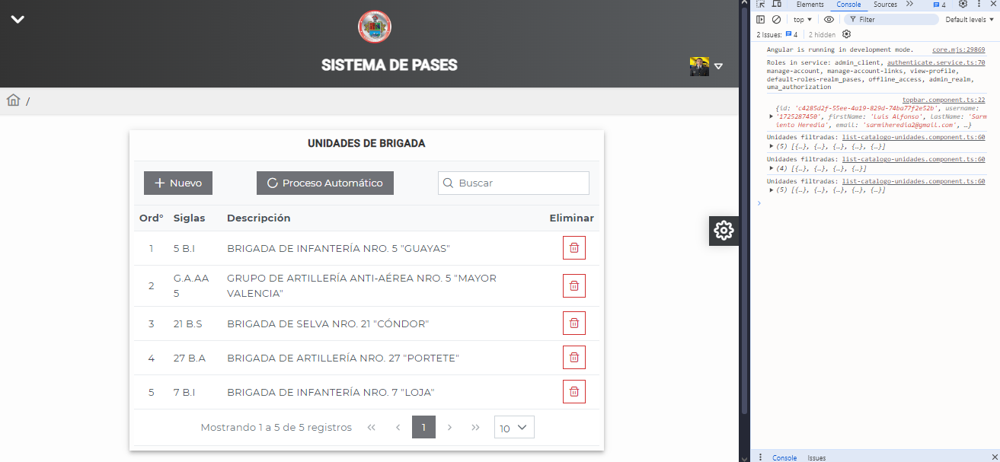 SISTEMA DE PASES
/
UNIDADES DE BRIGADA
Nuevo
Proceso Automático
Buscar
Ord° Siglas Descripción Eliminar
1 5 B.I BRIGADA DE INFANTERÍA NRO. 5 "GUAYAS"
2 G.A.AA 5 GRUPO DE ARTILLERÍA ANTI-AÉREA NRO. 5 "MAYOR
VALENCIA"
3 21 B.S BRIGADA DE SELVA NRO. 21 "CÓNDOR"
4 27 B.A BRIGADA DE ARTILLERÍA NRO. 27 "PORTETE"
5 7 B.I BRIGADA DE INFANTERÍA NRO. 7 "LOJA"
Mostrando 1 a 5 de 5 registros « ‹ 1 › » 10
Elements Console Sources » 4
top Filter Default levels
2 Issues: 4 2 hidden
Angular is running in development mode. core.mjs:29869
Roles in service: admin_client, authenticate.service.ts:70
manage-account, manage-account-links, view-profile,
default-roles-realm_pases, offline_access, admin_realm,
uma_authorization
topbar.component.ts:22
{id: 'c4285d2f-55ee-4a19-829d-74ba77f2e52b', username:
'1725287450', firstName: 'Luis Alfonso', lastName: 'Sarm
iento Heredia', email: 'sarmiheredia2@gmail.com', …}
Unidades filtradas: list-catalogo-unidades.component.ts:60
(5) [{…}, {…}, {…}, {…}, {…}]
Unidades filtradas: list-catalogo-unidades.component.ts:60
(4) [{…}, {…}, {…}, {…}]
Unidades filtradas: list-catalogo-unidades.component.ts:60
(5) [{…}, {…}, {…}, {…}, {…}]
Console Issues